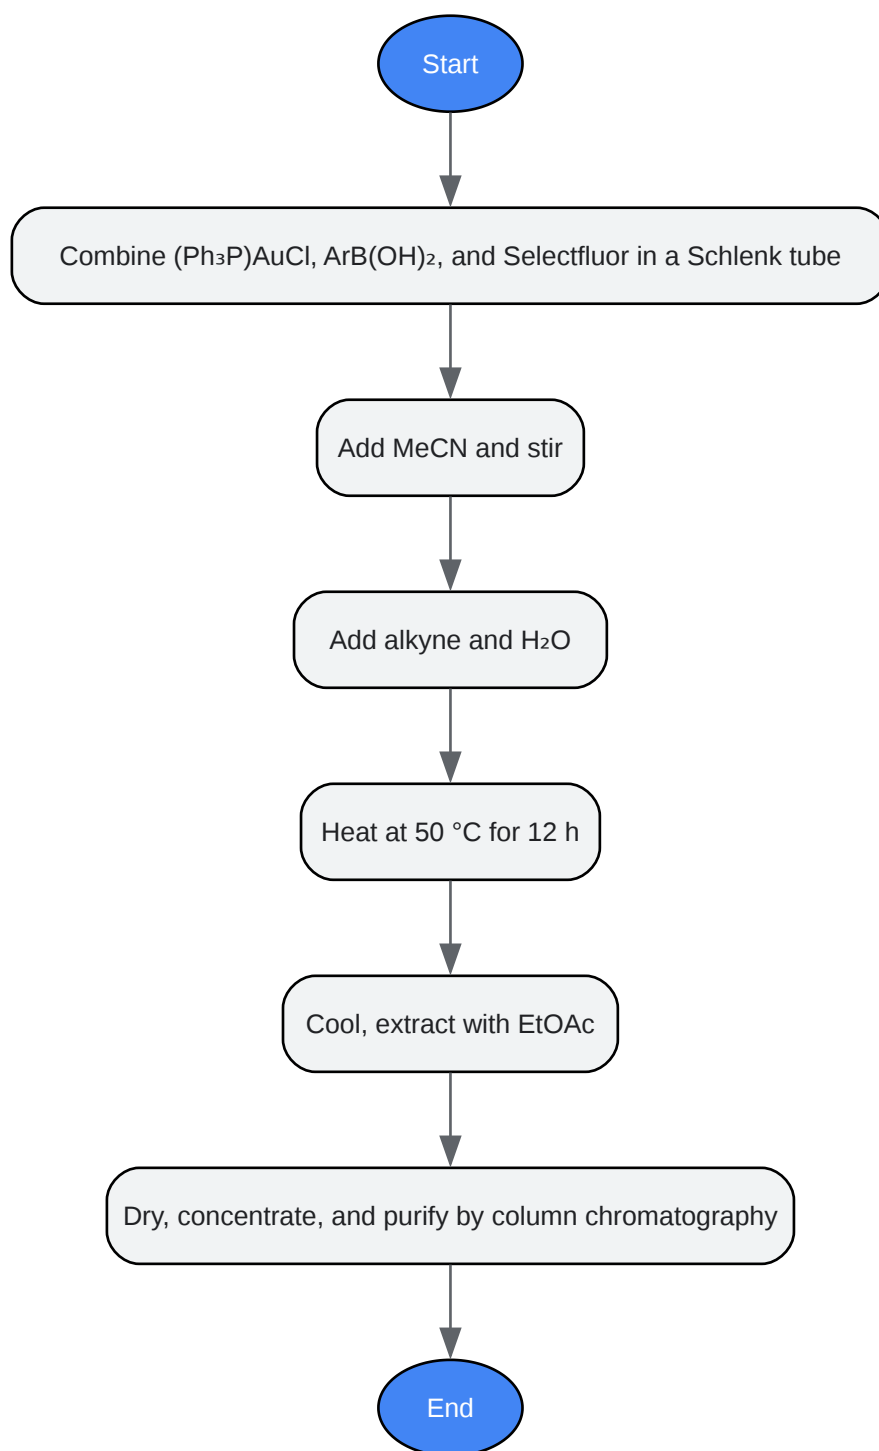 Start
Combine (Ph₃P)AuCl, ArB(OH)₂, and Selectfluor in a Schlenk tube
Add MeCN and stir
Add alkyne and H₂O
Heat at 50 °C for 12 h
Cool, extract with EtOAc
Dry, concentrate, and purify by column chromatography
End